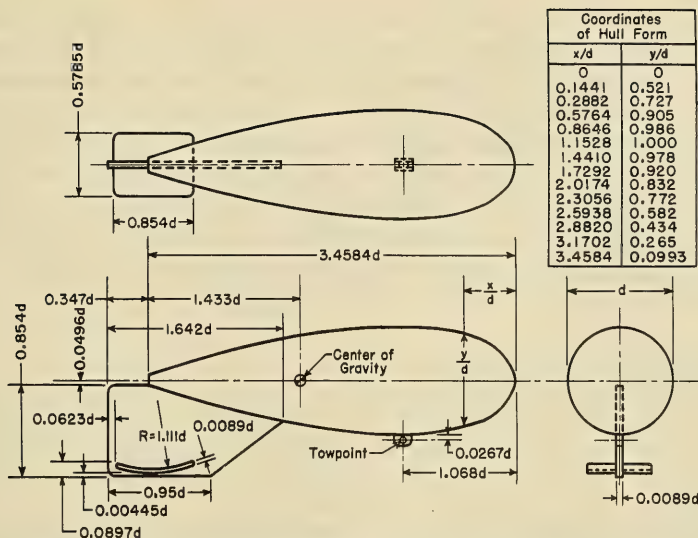 Coordinates
of Hull Form
x/d y/d
0 0
0.1441 0.521
0.2882 0.727
0.5764 0.905
0.8646 0.986
1.1528 1.000
1.4410 0.978
1.7292 0.920
2.0174 0.832
2.3056 0.772
2.5938 0.582
2.8820 0.434
3.1702 0.265
3.4584 0.0993
0.5785d
0.854d
3.4584d
0.347d
1.433d
x/d
d
0.0496d
0.854d
1.642d
Center of
Gravity
y/d
0.0623d
R=1.111d
0.0089d
Towpoint
0.0267d
1.068d
0.95d
0.00445d
0.0897d
0.0089d